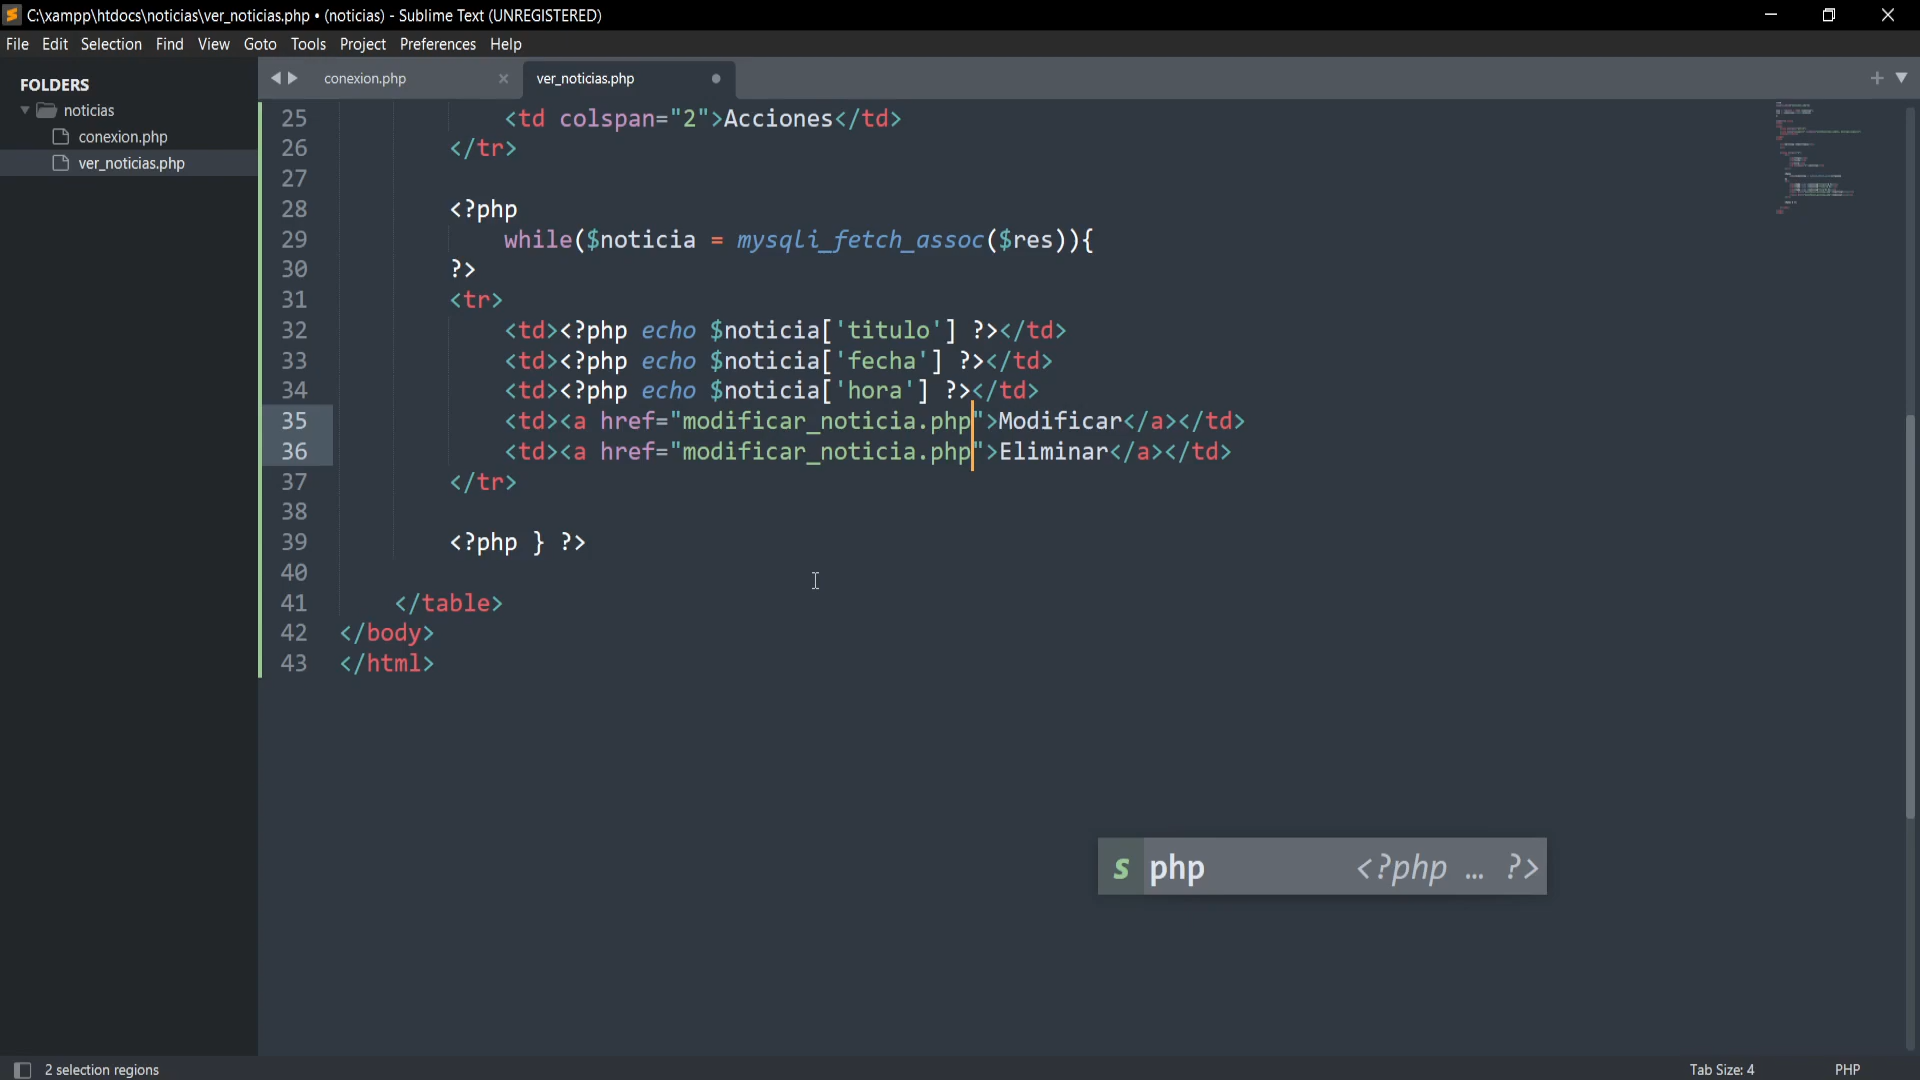 C:\xampp\htdocs\noticias\ver_noticias.php • (noticias) - Sublime Text (UNREGISTERED)
File Edit Selection Find View Goto Tools Project Preferences Help
FOLDERS
noticias
conexion.php
ver_noticias.php
conexion.php
ver_noticias.php
25 <td colspan="2">Acciones</td>
26 </tr>
27
28 <?php
29 while($noticia = mysqli_fetch_assoc($res)){
30 ?>
31 <tr>
32 <td><?php echo $noticia['titulo'] ?></td>
33 <td><?php echo $noticia['fecha'] ?></td>
34 <td><?php echo $noticia['hora'] ?></td>
35 <td><a href="modificar_noticia.php">Modificar</a></td>
36 <td><a href="modificar_noticia.php">Eliminar</a></td>
37 </tr>
38
39 <?php } ?>
40
41 </table>
42 </body>
43 </html>
s php <?php … ?>
2 selection regions
Tab Size: 4
PHP